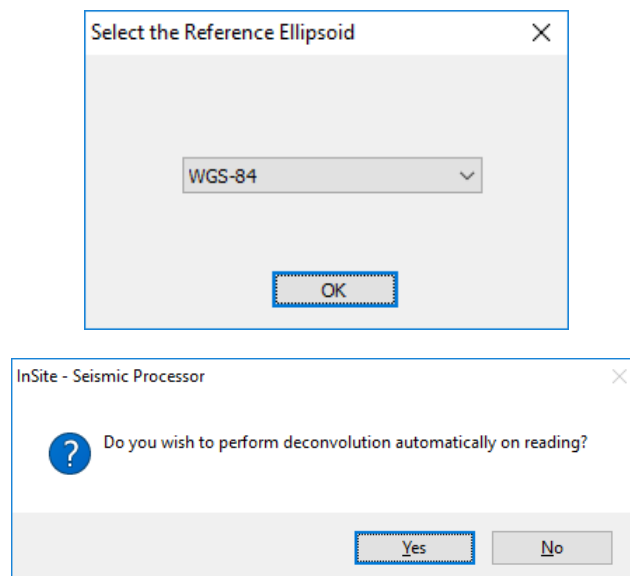 Select the Reference Ellipsoid
WGS-84
OK
InSite - Seismic Processor
Do you wish to perform deconvolution automatically on reading?
Yes
No